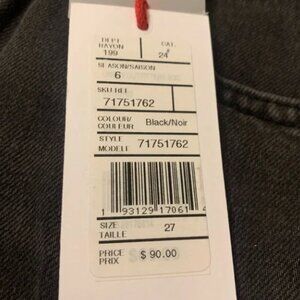 DEPT. CAT.
RAYON
199 24
SEASON/SAISON
6
SKU REF.
71751762
COLOUR/ Black/Noir
COULEUR
STYLE 71751762
MODELE
1 93129 17061 4
SIZE 27
TAILLE
PRICE $ 90.00
PRIX